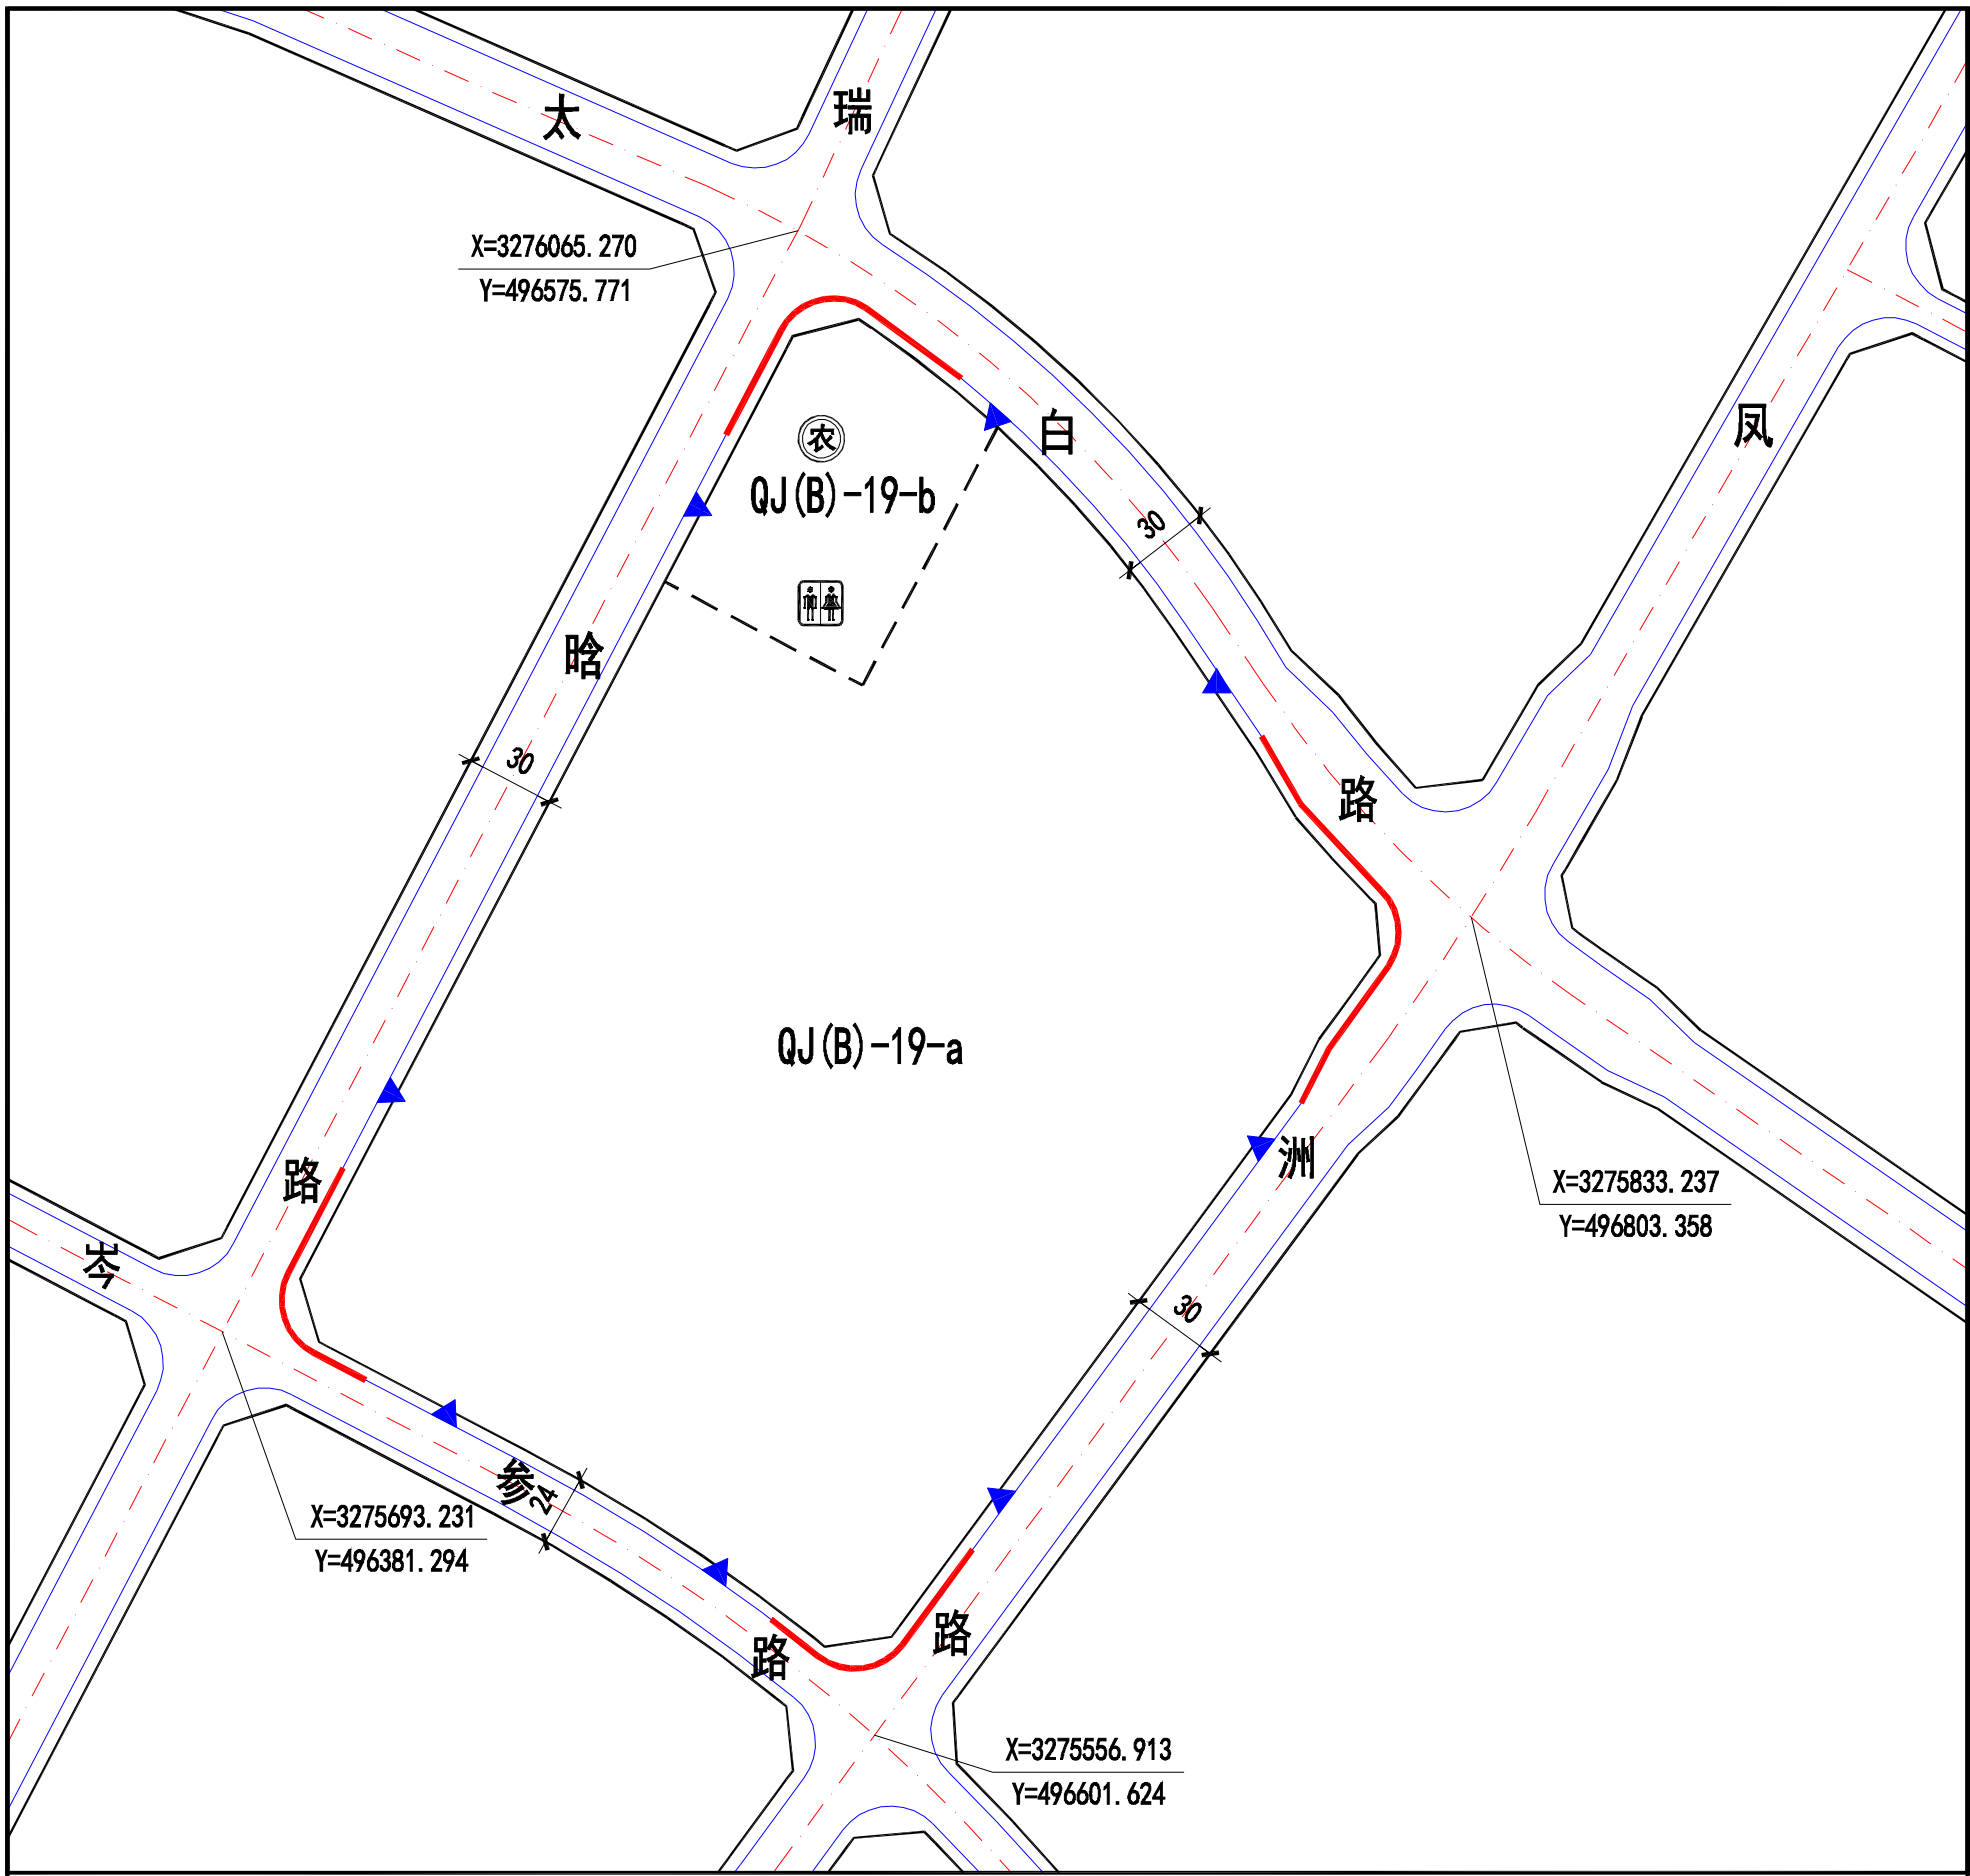 太
瑞
X=3276065.270
Y=496575.771
农
QJ(B)-19-b
白
凤
30
晗
30
路
QJ(B)-19-a
洲
路
X=3275833.237
Y=496803.358
岑
30
参
24
X=3275693.231
Y=496381.294
路
路
X=3275556.913
Y=496601.624